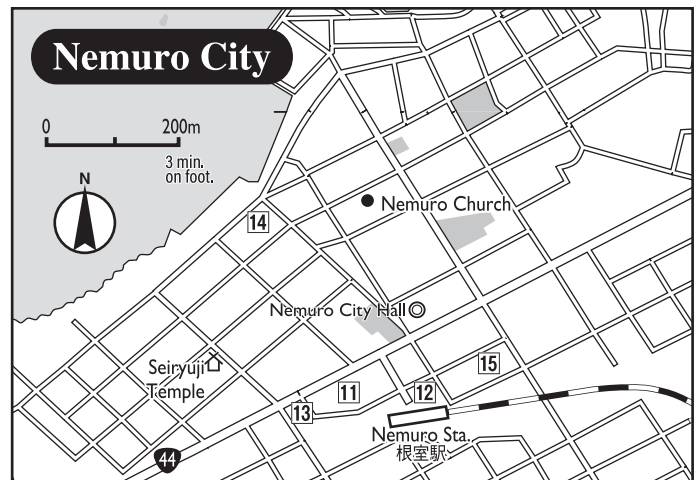 Nemuro City
0 200m
3 min.
on foot.
N
14
Nemuro Church
Nemuro City Hall
Seiryuji
Temple
15
11
12
13
Nemuro Sta.
根室駅
44